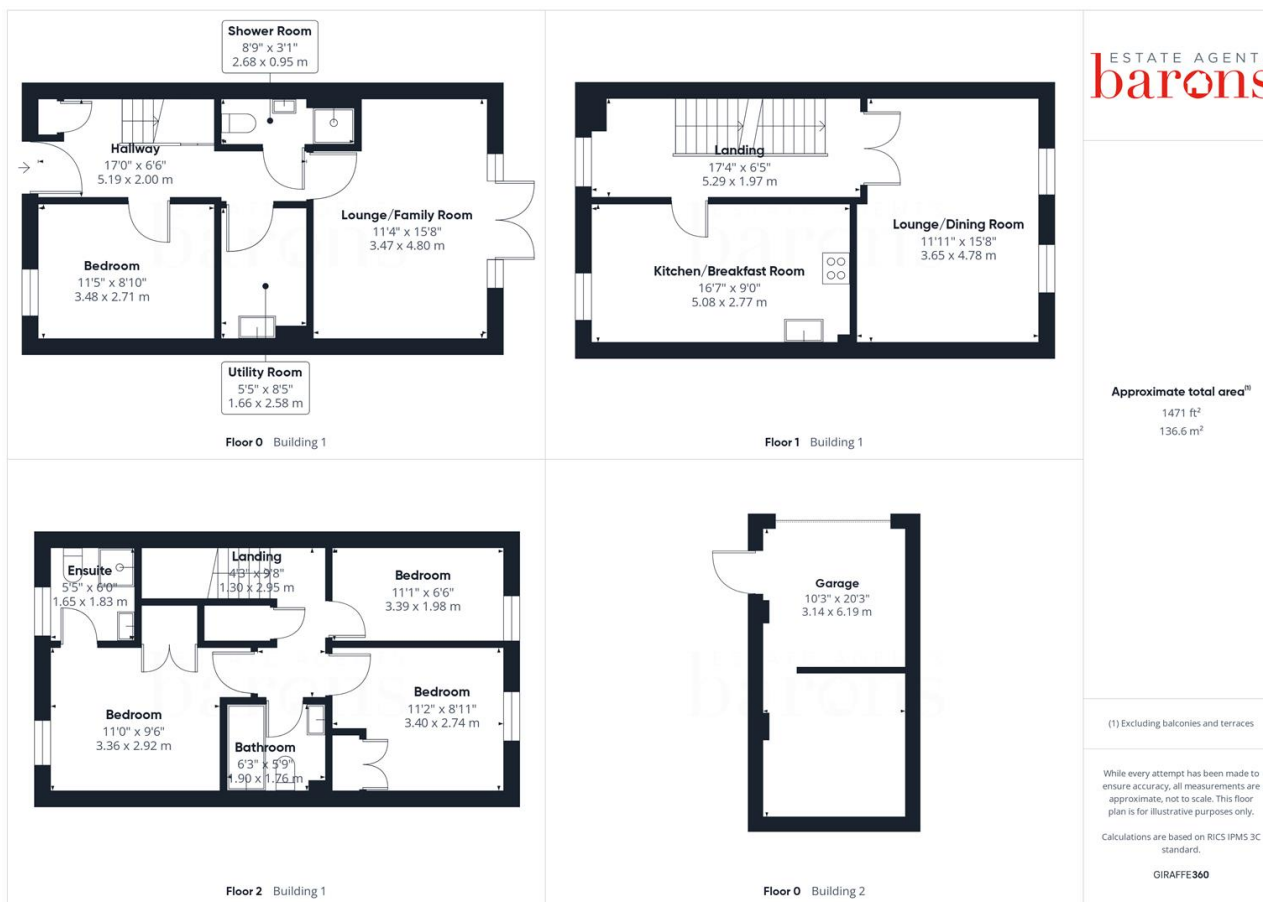 Shower Room
8'9" x 3'1"
2.68 x 0.95 m
Hallway
17'0" x 6'6"
5.19 x 2.00 m
Lounge/Family Room
11'4" x 15'8"
3.47 x 4.80 m
Bedroom
11'5" x 8'10"
3.48 x 2.71 m
Utility Room
5'5" x 8'5"
1.66 x 2.58 m
Floor 0 Building 1
Landing
17'4" x 6'5"
5.29 x 1.97 m
Lounge/Dining Room
11'11" x 15'8"
3.65 x 4.78 m
Kitchen/Breakfast Room
16'7" x 9'0"
5.08 x 2.77 m
Floor 1 Building 1
Ensuite
5'5" x 6'0"
1.65 x 1.83 m
Landing
4'3" x 9'8"
1.30 x 2.95 m
Bedroom
11'1" x 6'6"
3.39 x 1.98 m
Bedroom
11'0" x 9'6"
3.36 x 2.92 m
Bathroom
6'3" x 5'9"
1.90 x 1.76 m
Bedroom
11'2" x 8'11"
3.40 x 2.74 m
Floor 2 Building 1
Garage
10'3" x 20'3"
3.14 x 6.19 m
Floor 0 Building 2
ESTATE AGENT
barons
Approximate total area(1)
1471 ft²
136.6 m²
(1) Excluding balconies and terraces
While every attempt has been made to
ensure accuracy, all measurements are
approximate, not to scale. This floor
plan is for illustrative purposes only.
Calculations are based on RICS IPMS 3C
standard.
GIRAFFE360